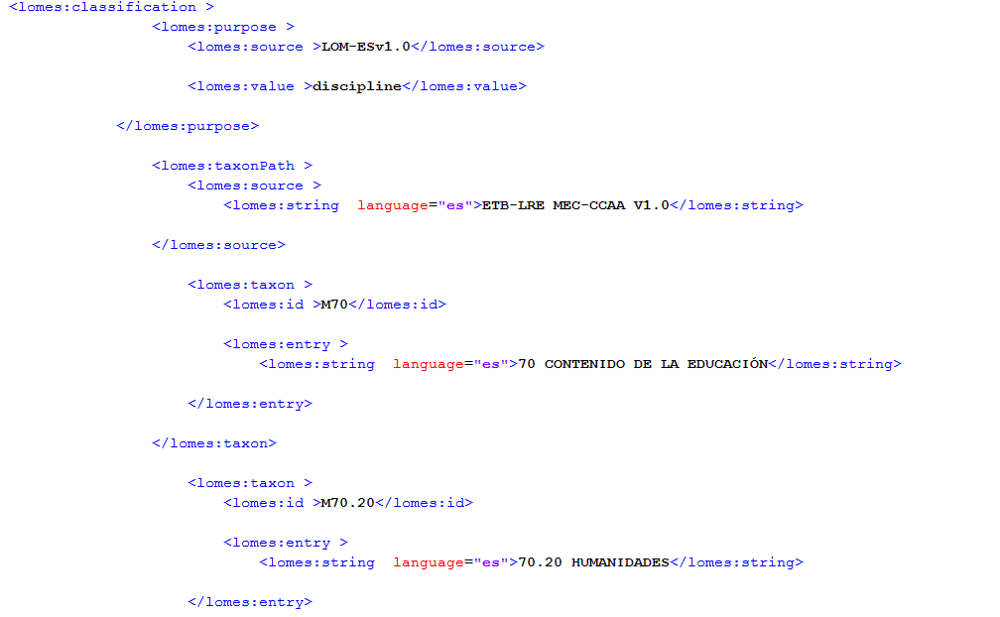 <lomes:classification >
<lomes:purpose >
<lomes:source >LOM-ESv1.0</lomes:source>
<lomes:value >discipline</lomes:value>
</lomes:purpose>
<lomes:taxonPath >
<lomes:source >
<lomes:string  language="es">ETB-LRE MEC-CCAA V1.0</lomes:string>
</lomes:source>
<lomes:taxon >
<lomes:id >M70</lomes:id>
<lomes:entry >
<lomes:string  language="es">70 CONTENIDO DE LA EDUCACIÓN</lomes:string>
</lomes:entry>
</lomes:taxon>
<lomes:taxon >
<lomes:id >M70.20</lomes:id>
<lomes:entry >
<lomes:string  language="es">70.20 HUMANIDADES</lomes:string>
</lomes:entry>